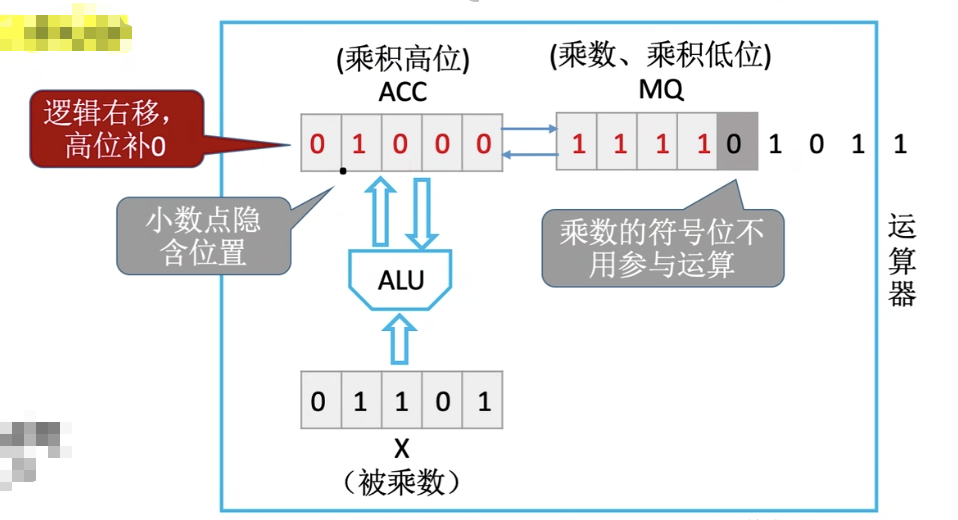 (乘积高位)
ACC
(乘数、乘积低位)
MQ
逻辑右移，
高位补0
0 1 0 0 0
1 1 1 1 0 1 0 1 1
小数点隐
含位置
乘数的符号位不
用参与运算
运算器
ALU
0 1 1 0 1
X
（被乘数）